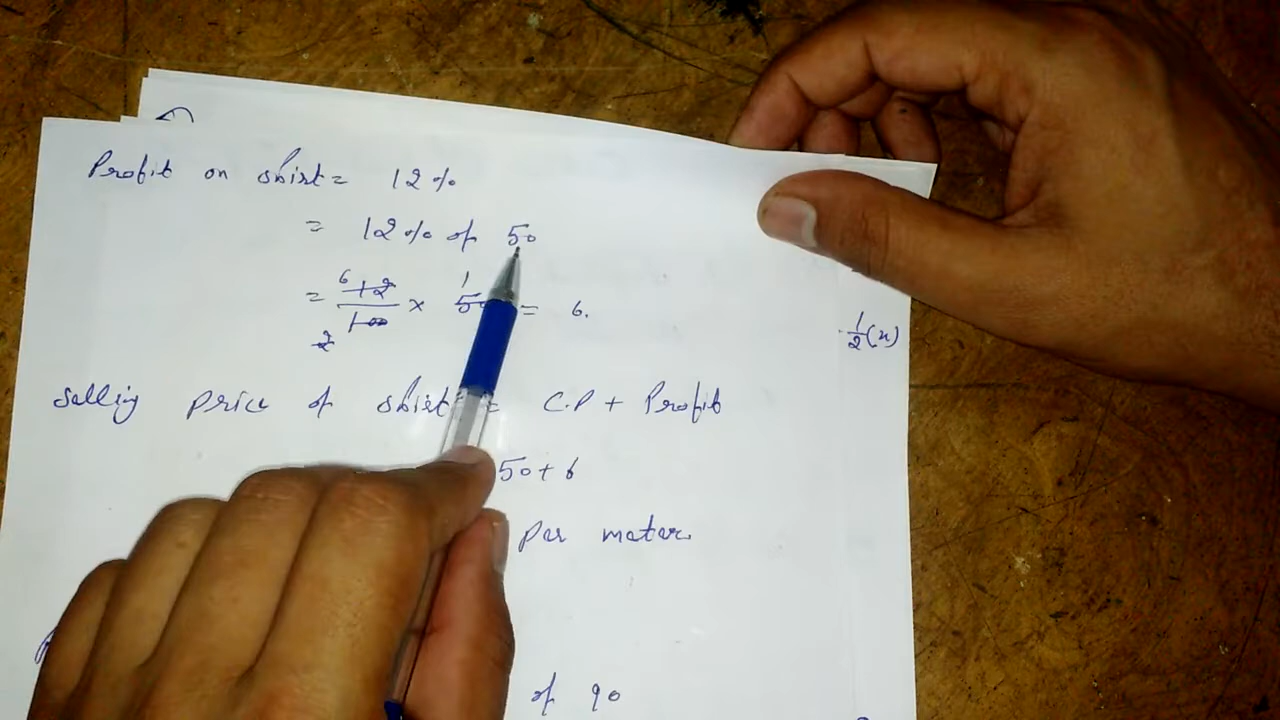 Profit on shirt = 12%
= 12% of 50
= 6 12/100 × 1 50 = 6.
2
1/2 (x)
Selling price of shirt = C.P + Profit
50 + 6
Per meter
of 90